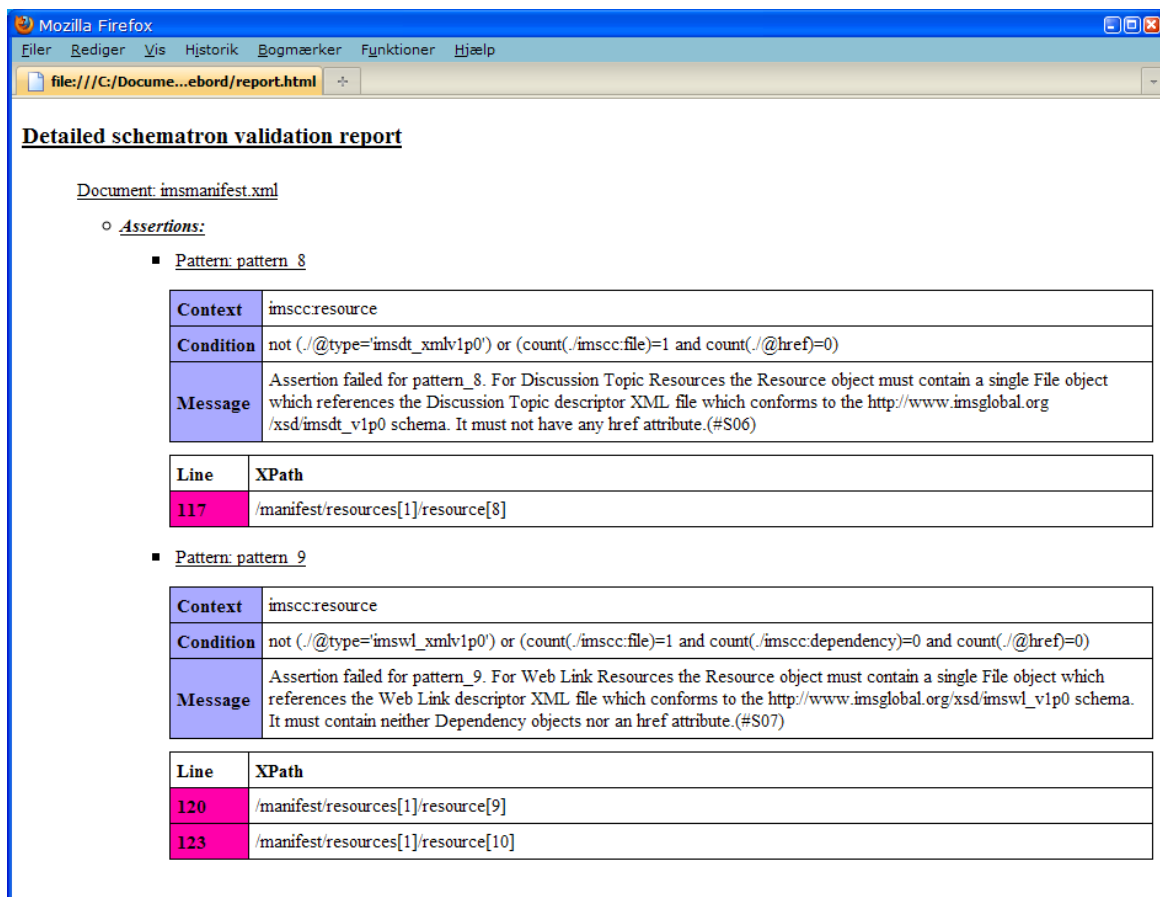 Mozilla Firefox
Filer Rediger Vis Historik Bogmærker Funktioner Hjælp
file:///C:/Docume...ebord/report.html
Detailed schematron validation report
Document: imsmanifest.xml
Assertions:
Pattern: pattern_8
Context imscc:resource
Condition not (./@type='imsdt_xmlv1p0') or (count(./imscc:file)=1 and count(./@href)=0)
Assertion failed for pattern_8. For Discussion Topic Resources the Resource object must contain a single File object
Message which references the Discussion Topic descriptor XML file which conforms to the http://www.imsglobal.org
/xsd/imsdt_v1p0 schema. It must not have any href attribute.(#S06)
Line XPath
117 /manifest/resources[1]/resource[8]
Pattern: pattern_9
Context imscc:resource
Condition not (./@type='imswl_xmlv1p0') or (count(./imscc:file)=1 and count(./imscc:dependency)=0 and count(./@href)=0)
Assertion failed for pattern_9. For Web Link Resources the Resource object must contain a single File object which
Message references the Web Link descriptor XML file which conforms to the http://www.imsglobal.org/xsd/imswl_v1p0 schema.
It must contain neither Dependency objects nor an href attribute.(#S07)
Line XPath
120 /manifest/resources[1]/resource[9]
123 /manifest/resources[1]/resource[10]